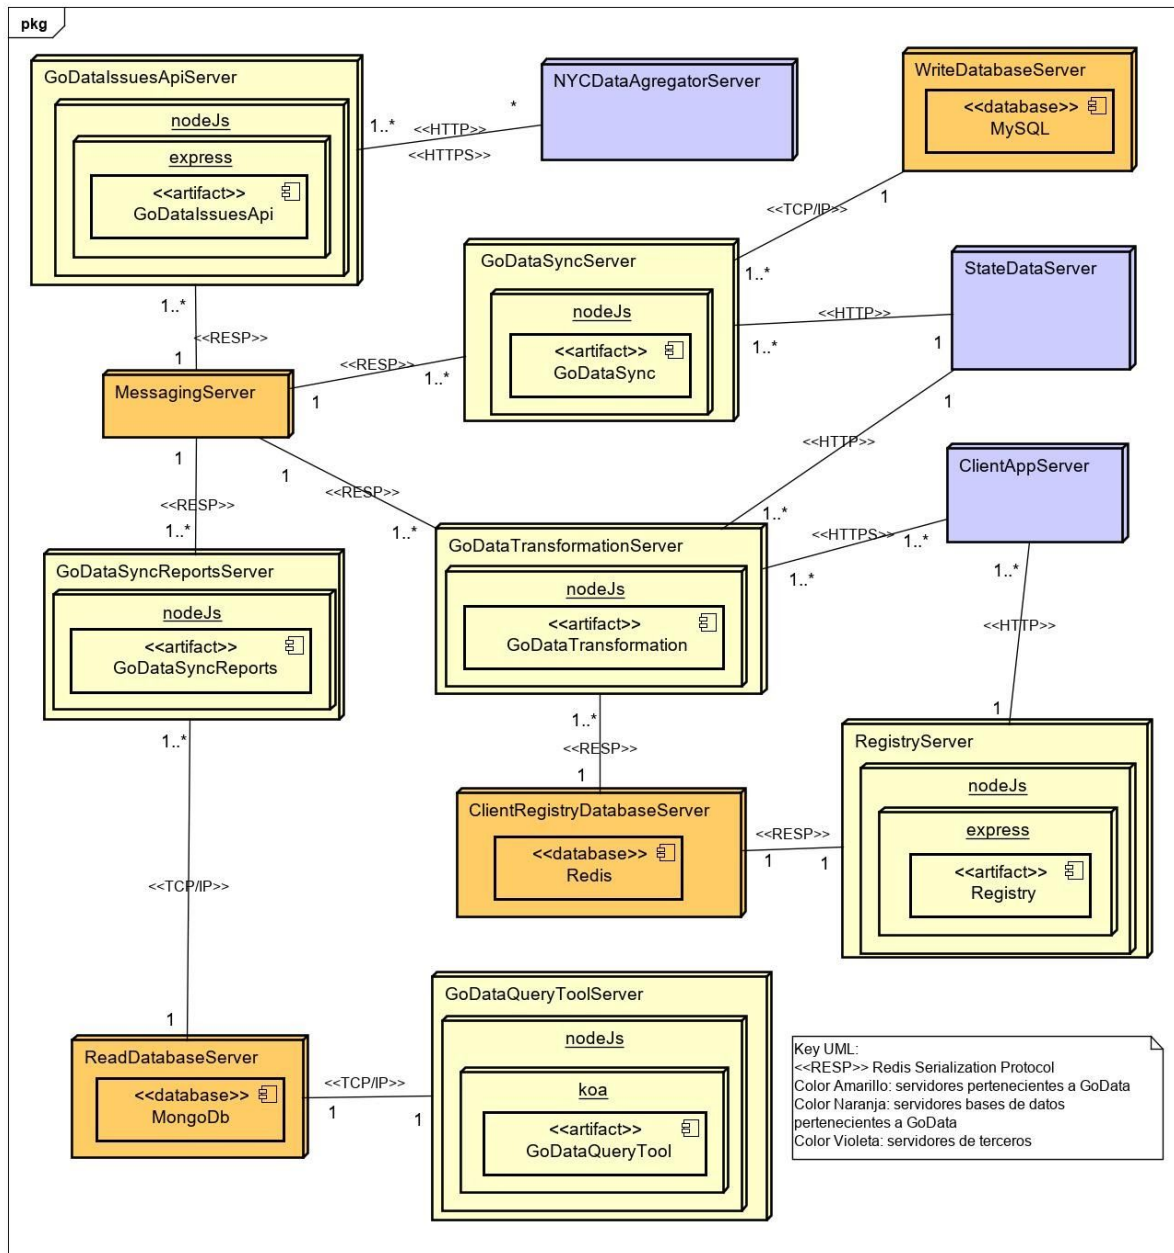 pkg
GoDataIssuesApiServer
nodeJs
express
<<artifact>>
GoDataIssuesApi
1..*
<<HTTP>>
<<HTTPS>>
*
NYCDataAgregatorServer
WriteDatabaseServer
<<database>>
MySQL
1
<<TCP/IP>>
1..*
GoDataSyncServer
nodeJs
<<artifact>>
GoDataSync
1..*
<<HTTP>>
1
StateDataServer
1..*
<<RESP>>
1
MessagingServer
1
<<RESP>>
1..*
1
<<HTTP>>
1..*
1
<<RESP>>
1..*
1
<<RESP>>
1..*
ClientAppServer
1..*
<<HTTPS>>
1..*
GoDataTransformationServer
nodeJs
<<artifact>>
GoDataTransformation
GoDataSyncReportsServer
nodeJs
<<artifact>>
GoDataSyncReports
1..*
<<HTTP>>
1
1..*
<<RESP>>
1
RegistryServer
nodeJs
express
<<artifact>>
Registry
ClientRegistryDatabaseServer
<<database>>
Redis
<<RESP>>
1
1
1..*
<<TCP/IP>>
1
ReadDatabaseServer
<<database>>
MongoDb
<<TCP/IP>>
1
1
GoDataQueryToolServer
nodeJs
koa
<<artifact>>
GoDataQueryTool
Key UML:
<<RESP>> Redis Serialization Protocol
Color Amarillo: servidores pertenecientes a GoData
Color Naranja: servidores bases de datos
pertenecientes a GoData
Color Violeta: servidores de terceros